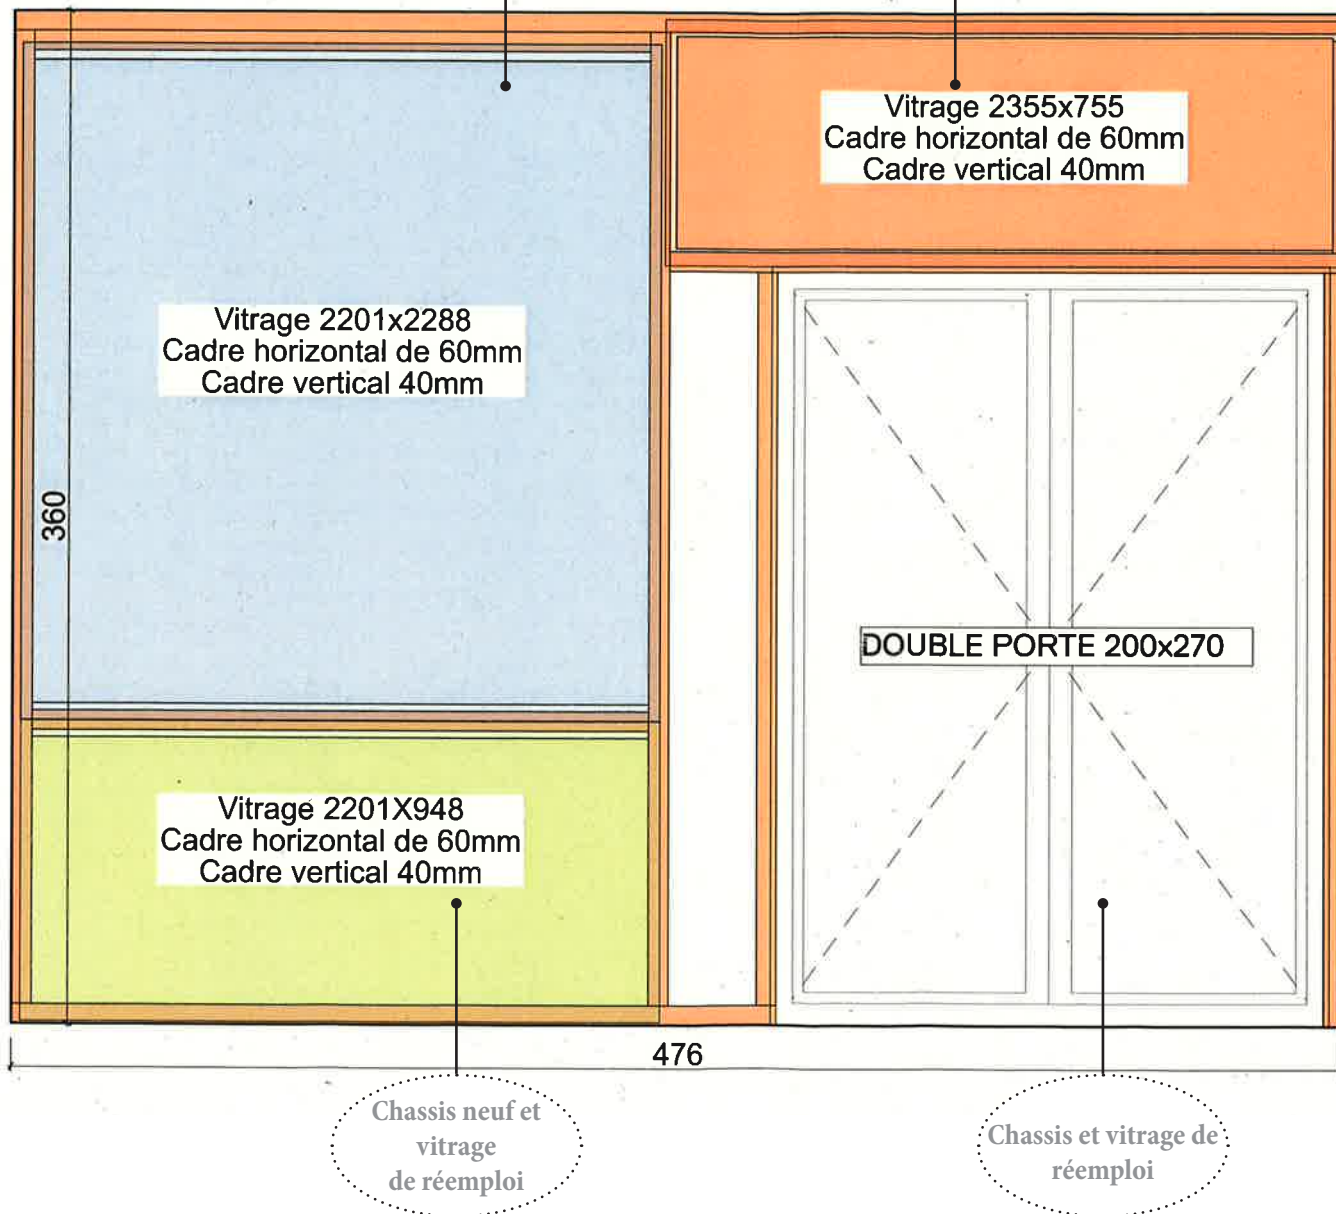 Vitrage 2355x755
Cadre horizontal de 60mm
Cadre vertical 40mm
Vitrage 2201x2288
Cadre horizontal de 60mm
Cadre vertical 40mm
360
DOUBLE PORTE 200x270
Vitrage 2201X948
Cadre horizontal de 60mm
Cadre vertical 40mm
476
Chassis neuf et
vitrage
de réemploi
Chassis et vitrage de
réemploi